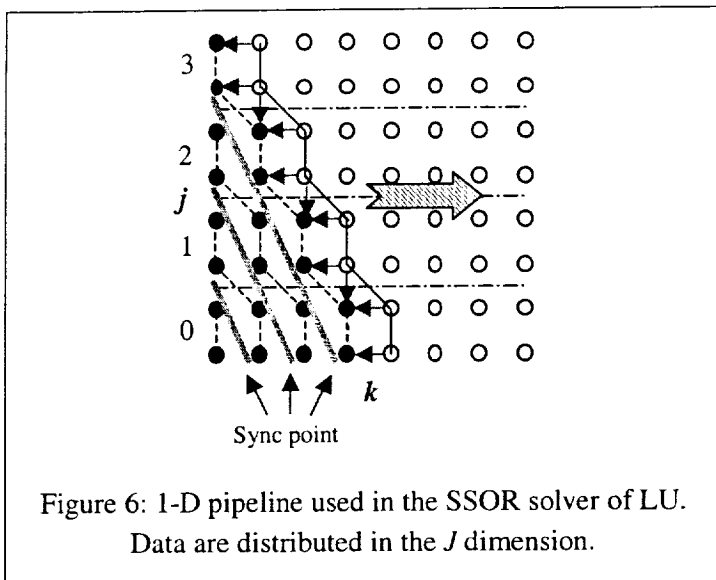 3
2
j
1
0
k
Sync point
Figure 6: 1-D pipeline used in the SSOR solver of LU.
Data are distributed in the J dimension.